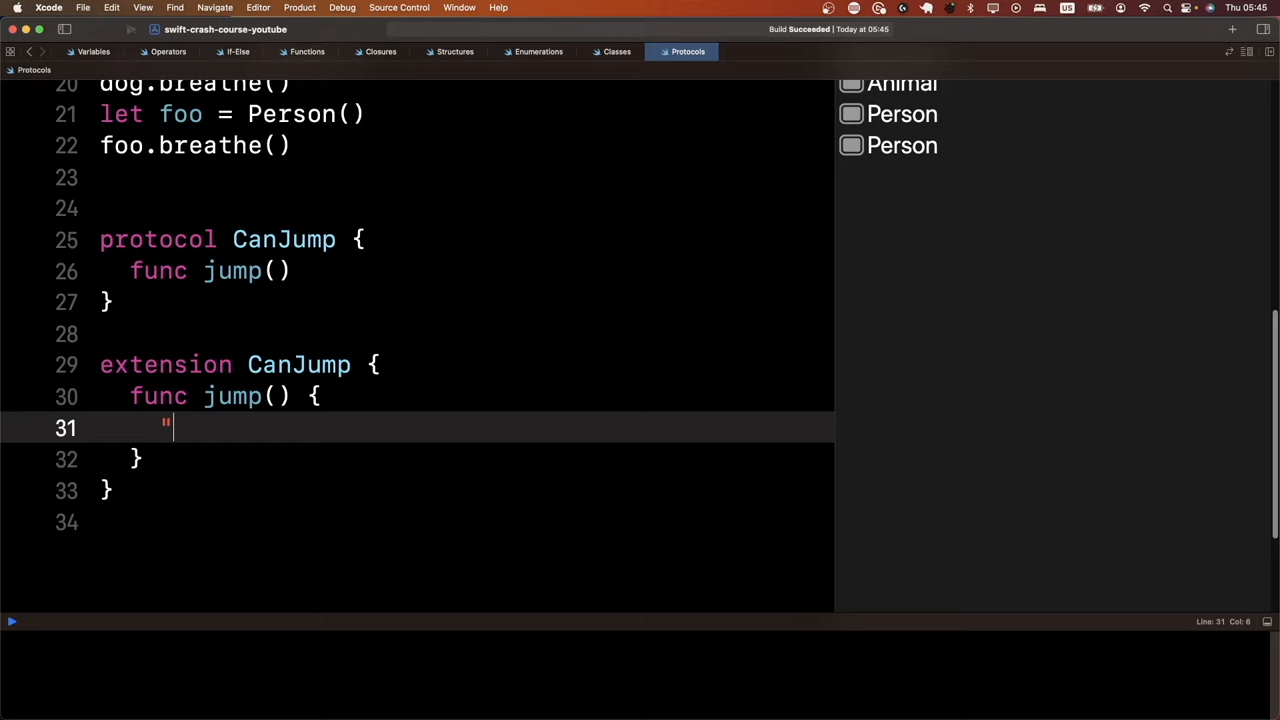 Xcode File Edit View Find Navigate Editor Product Debug Source Control Window Help US Thu 05:45
swift-crash-course-youtube Build Succeeded | Today at 05:45
Variables Operators If-Else Functions Closures Structures Enumerations Classes Protocols
Protocols
20 dog.breathe() Animal
21 let foo = Person() Person
22 foo.breathe() Person
23
24
25 protocol CanJump {
26 func jump()
27 }
28
29 extension CanJump {
30 func jump() {
31 "
32 }
33 }
34
Line: 31 Col: 6